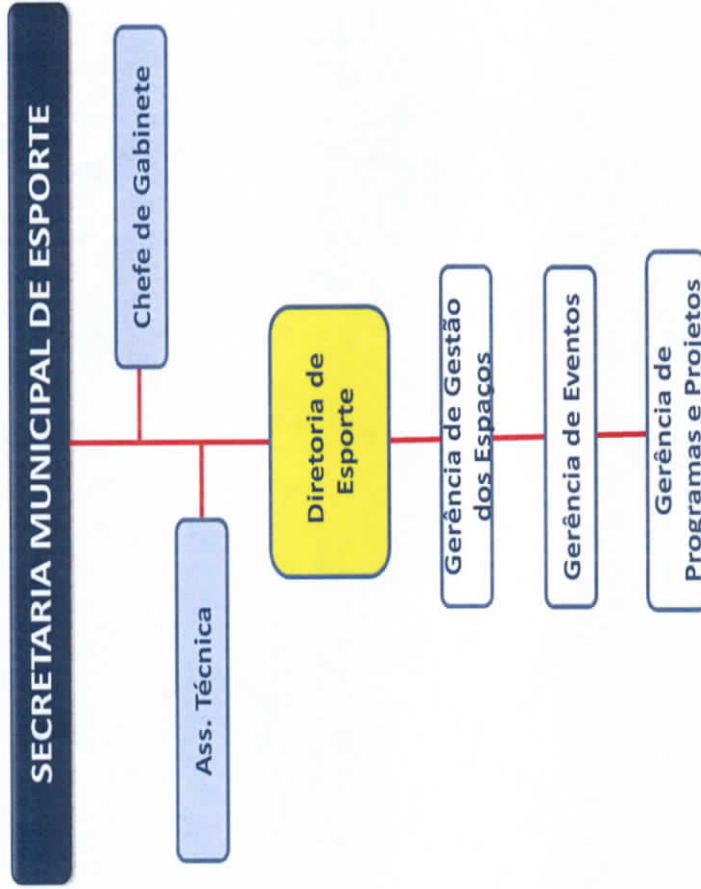 SECRETARIA MUNICIPAL DE ESPORTE
Chefe de Gabinete
Ass. Técnica
Diretoria de
Esporte
Gerência de Gestão
dos Espaços
Gerência de Eventos
Gerência de
Programas e Projetos